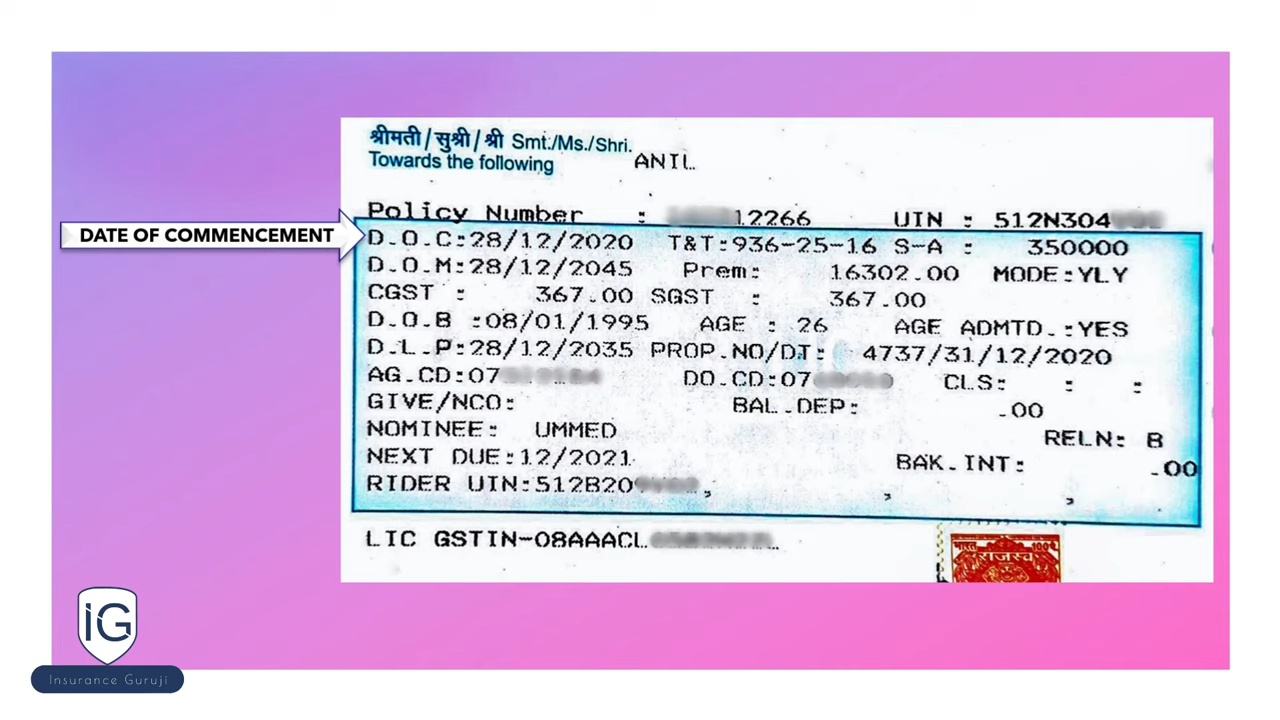 श्रीमती / सुश्री / श्री Smt./Ms./Shri.
Towards the following ANIL
Policy Number : 12266 UIN : 512N304
DATE OF COMMENCEMENT
D.O.C:28/12/2020 T&T:936-25-16 S-A : 350000
D.O.M:28/12/2045 Prem: 16302.00 MODE:YLY
CGST : 367.00 SGST : 367.00
D.O.B :08/01/1995 AGE : 26 AGE ADMTD.:YES
D.L.P:28/12/2035 PROP.NO/DT: 4737/31/12/2020
AG.CD:07 DO.CD:07 CLS: : :
GIVE/NCO: BAL.DEP: .00
NOMINEE: UMMED RELN: B
NEXT DUE:12/2021 BAK.INT: .00
RIDER UIN:512B20 , , ,
LIC GSTIN-08AAACL
भारत 100
राजस्व
IG
Insurance Guruji